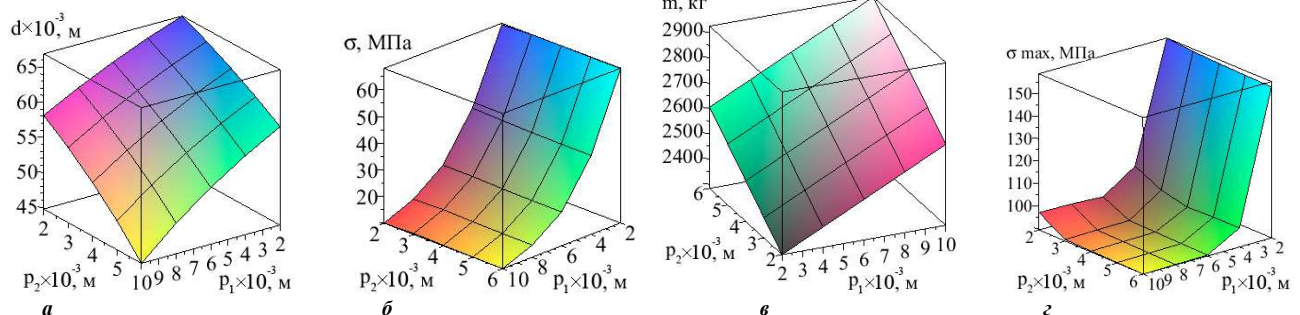 d×10⁻³, м
65
60
55
50
45
2
3
4
5
p₂×10⁻³, м
10 9 8 7 6 5 4 3 2
p₁×10⁻³, м
а
σ, МПа
60
50
40
30
20
2
3
4
5
6
p₂×10⁻³, м
10 8 6 4 2
p₁×10⁻³, м
б
m, кг
2900
2800
2700
2600
2500
2400
6
5
4
3
2
p₂×10⁻³, м
2 3 4 5 6 7 8 9 10
p₁×10⁻³, м
в
σ max, МПа
150
140
130
120
110
100
2
3
4
5
6
p₂×10⁻³, м
10 9 8 7 6 5 4 3 2
p₁×10⁻³, м
г